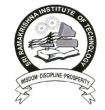 SRI RAMAKRISHNA INSTITUTE OF TECHNOLOGY
WISDOM-DISCIPLINE-PROSPERITY